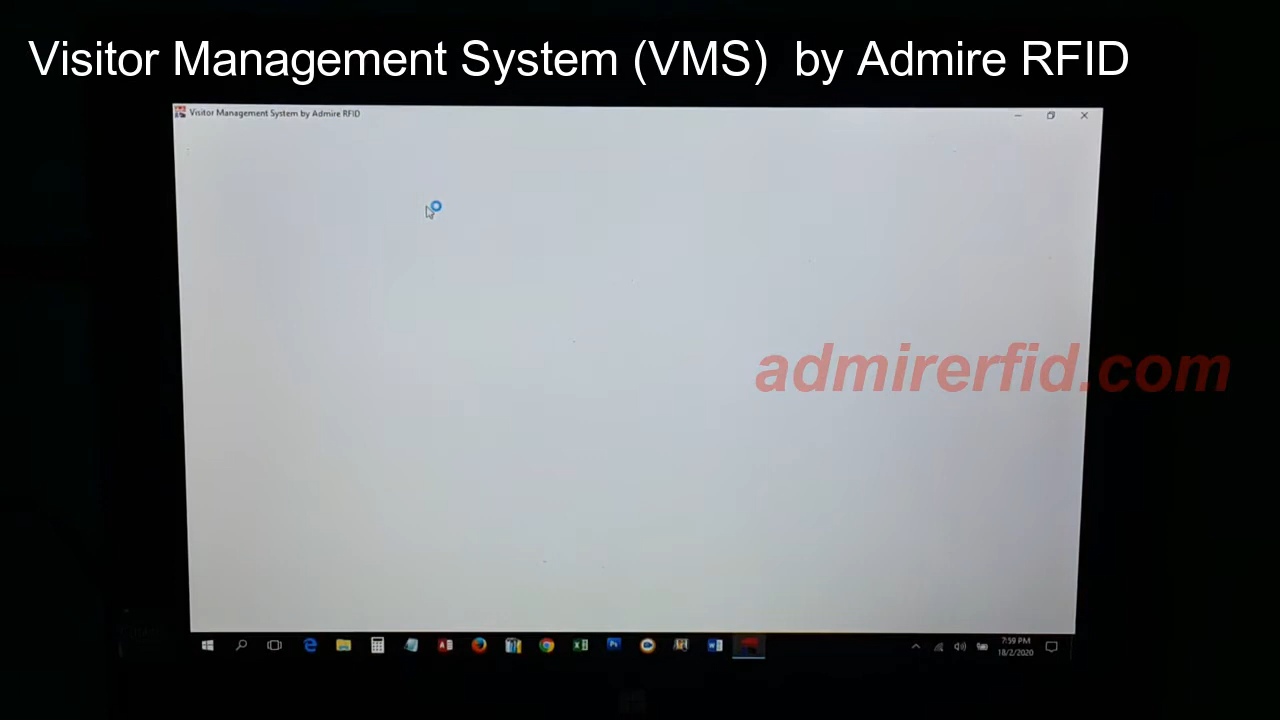 Visitor Management System (VMS)  by Admire RFID
Visitor Management System by Admire RFID
admirerfid.com
7:59 PM
18/2/2020